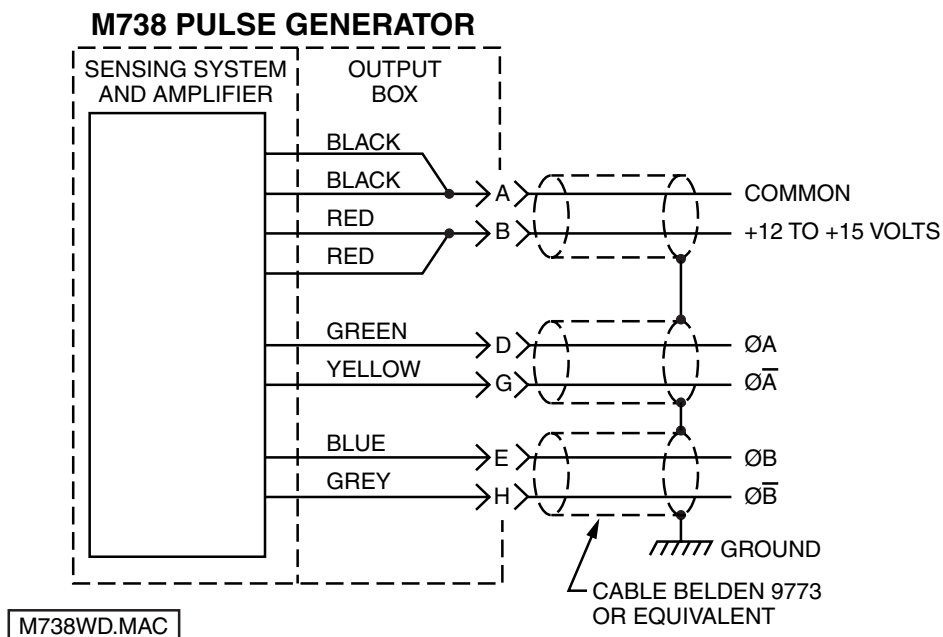 M738 PULSE GENERATOR
SENSING SYSTEM
AND AMPLIFIER
OUTPUT
BOX
BLACK
BLACK
A
COMMON
RED
B
+12 TO +15 VOLTS
RED
GREEN
D
ØA
YELLOW
G
ØA̅
BLUE
E
ØB
GREY
H
ØB̅
GROUND
CABLE BELDEN 9773
OR EQUIVALENT
M738WD.MAC